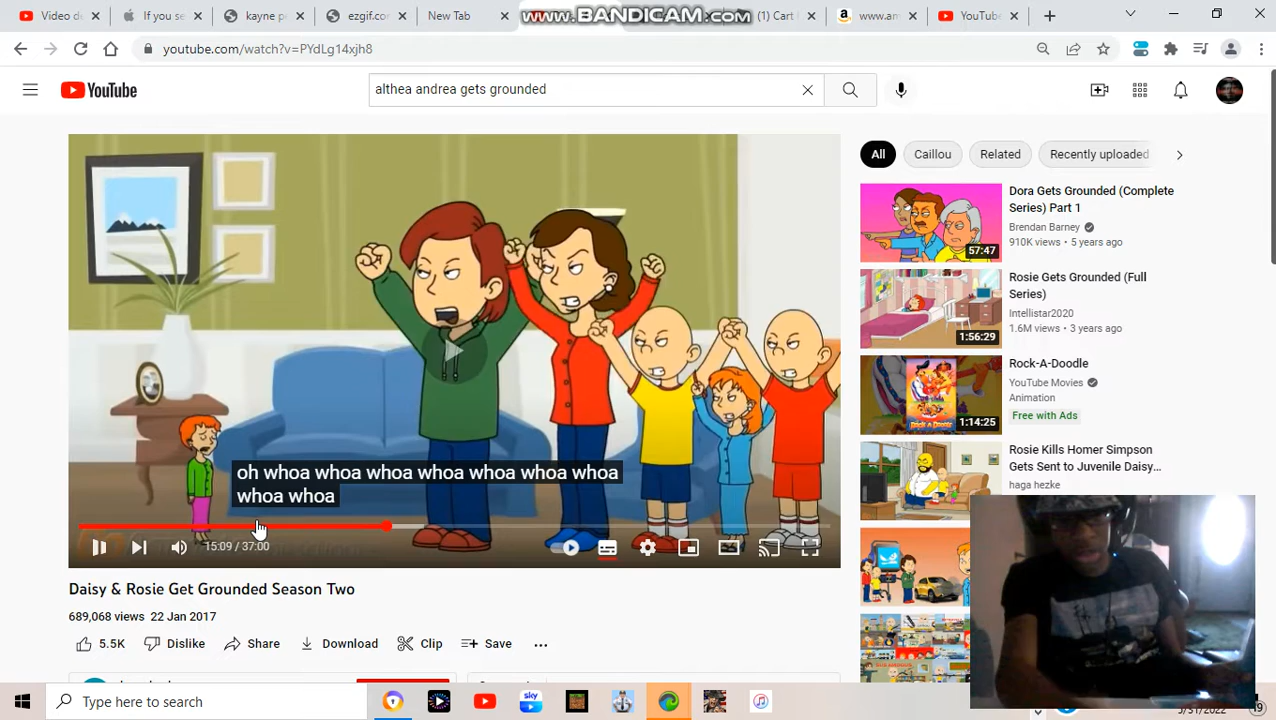 www.BANDICAM.com
Video d
If you se
kayne p
ezgif.com
New Tab
(1) Cart
www.am
YouTube
youtube.com/watch?v=PYdLg14xjh8
YouTube
althea andrea gets grounded
All
Caillou
Related
Recently uploaded
oh whoa whoa whoa whoa whoa whoa whoa
whoa whoa
15:09 / 37:00
Daisy & Rosie Get Grounded Season Two
689,068 views 22 Jan 2017
5.5K
Dislike
Share
Download
Clip
Save
Dora Gets Grounded (Complete
Series) Part 1
Brendan Barney
910K views • 5 years ago
57:47
Rosie Gets Grounded (Full
Series)
Intellistar2020
1.6M views • 3 years ago
1:56:29
Rock-A-Doodle
YouTube Movies
Animation
Free with Ads
1:14:25
Rosie Kills Homer Simpson
Gets Sent to Juvenile Daisy...
haga hezke
Type here to search
sky
5/31/2022
19